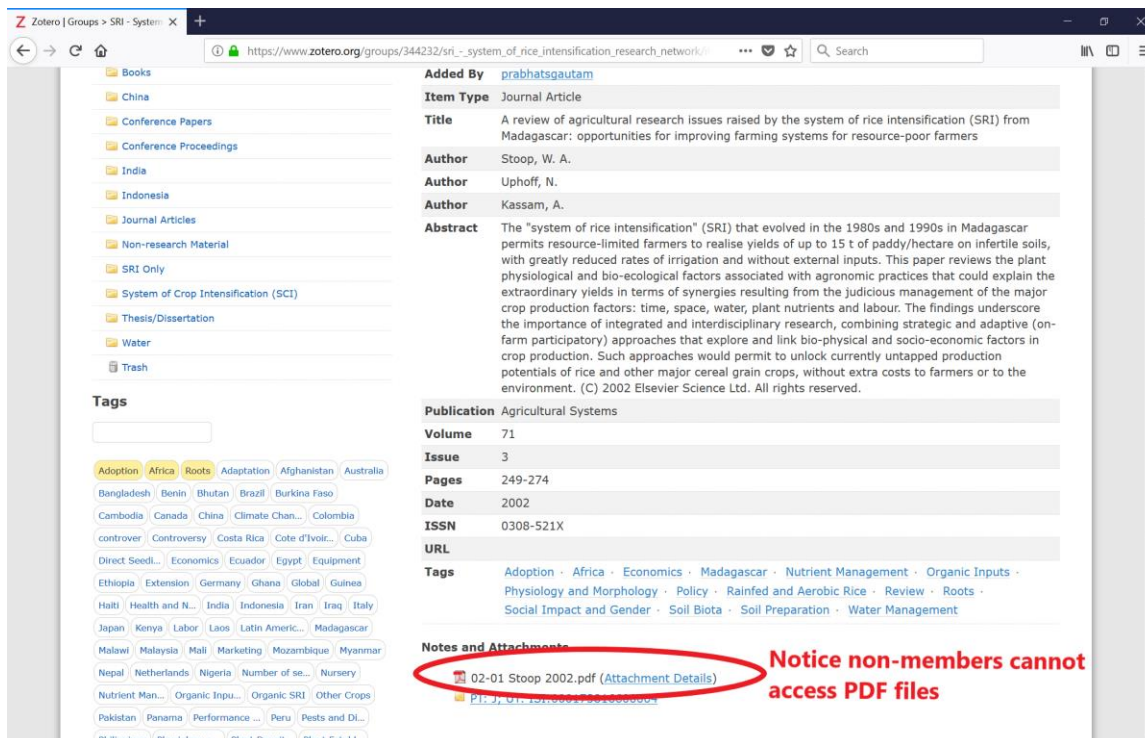 Zotero | Groups > SRI - System
https://www.zotero.org/groups/344232/sri_-_system_of_rice_intensification_research_network/
Search
Books
China
Conference Papers
Conference Proceedings
India
Indonesia
Journal Articles
Non-research Material
SRI Only
System of Crop Intensification (SCI)
Thesis/Dissertation
Water
Trash
Tags
Adoption Africa Roots Adaptation Afghanistan Australia
Bangladesh Benin Bhutan Brazil Burkina Faso
Cambodia Canada China Climate Chan... Colombia
controver Controversy Costa Rica Cote d'Ivoir... Cuba
Direct Seedi... Economics Ecuador Egypt Equipment
Ethiopia Extension Germany Ghana Global Guinea
Haiti Health and N... India Indonesia Iran Iraq Italy
Japan Kenya Labor Laos Latin Americ... Madagascar
Malawi Malaysia Mali Marketing Mozambique Myanmar
Nepal Netherlands Nigeria Number of se... Nursery
Nutrient Man... Organic Inpu... Organic SRI Other Crops
Pakistan Panama Performance ... Peru Pests and Di...
Added By prabhatsgautam
Item Type Journal Article
Title A review of agricultural research issues raised by the system of rice intensification (SRI) from
Madagascar: opportunities for improving farming systems for resource-poor farmers
Author Stoop, W. A.
Author Uphoff, N.
Author Kassam, A.
Abstract The "system of rice intensification" (SRI) that evolved in the 1980s and 1990s in Madagascar
permits resource-limited farmers to realise yields of up to 15 t of paddy/hectare on infertile soils,
with greatly reduced rates of irrigation and without external inputs. This paper reviews the plant
physiological and bio-ecological factors associated with agronomic practices that could explain the
extraordinary yields in terms of synergies resulting from the judicious management of the major
crop production factors: time, space, water, plant nutrients and labour. The findings underscore
the importance of integrated and interdisciplinary research, combining strategic and adaptive (on-
farm participatory) approaches that explore and link bio-physical and socio-economic factors in
crop production. Such approaches would permit to unlock currently untapped production
potentials of rice and other major cereal grain crops, without extra costs to farmers or to the
environment. (C) 2002 Elsevier Science Ltd. All rights reserved.
Publication Agricultural Systems
Volume 71
Issue 3
Pages 249-274
Date 2002
ISSN 0308-521X
URL
Tags Adoption · Africa · Economics · Madagascar · Nutrient Management · Organic Inputs ·
Physiology and Morphology · Policy · Rainfed and Aerobic Rice · Review · Roots ·
Social Impact and Gender · Soil Biota · Soil Preparation · Water Management
Notes and Attachments
02-01 Stoop 2002.pdf (Attachment Details)
Notice non-members cannot
access PDF files